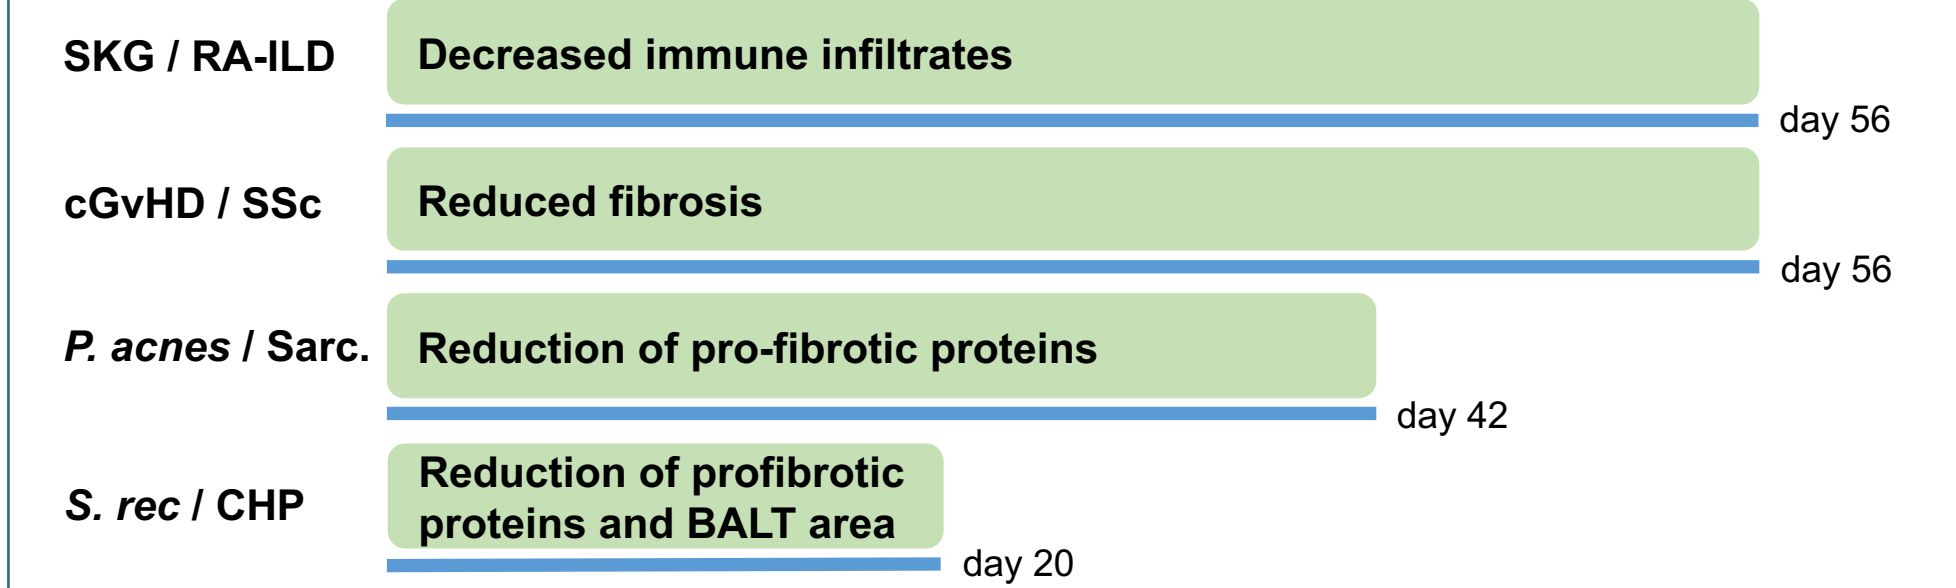 SKG / RA-ILD
Decreased immune infiltrates
day 56
cGvHD / SSc
Reduced fibrosis
day 56
P. acnes / Sarc.
Reduction of pro-fibrotic proteins
day 42
S. rec / CHP
Reduction of profibrotic
proteins and BALT area
day 20